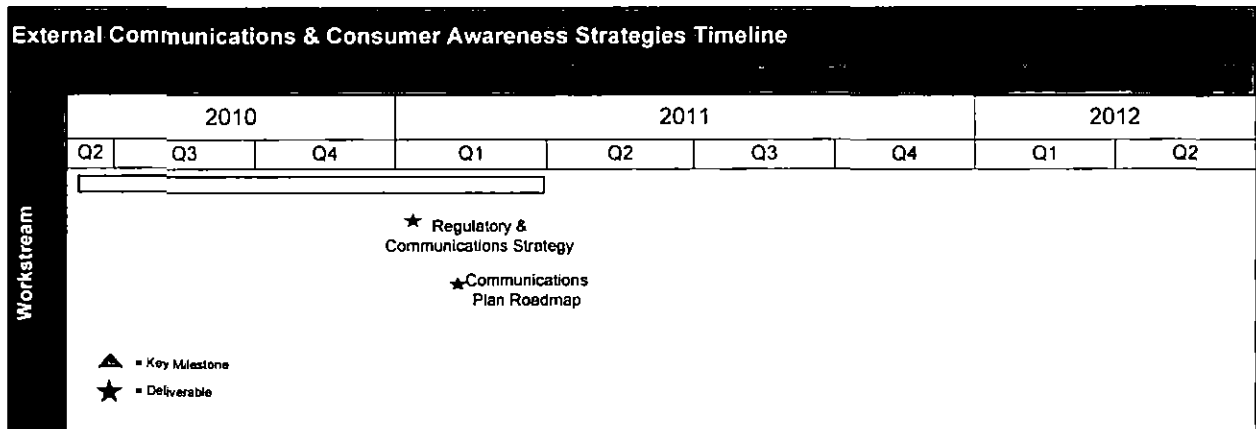 External Communications & Consumer Awareness Strategies Timeline
2010 2011 2012
Q2 Q3 Q4 Q1 Q2 Q3 Q4 Q1 Q2
Workstream
Regulatory &
Communications Strategy
Communications
Plan Roadmap
= Key Milestone
= Deliverable